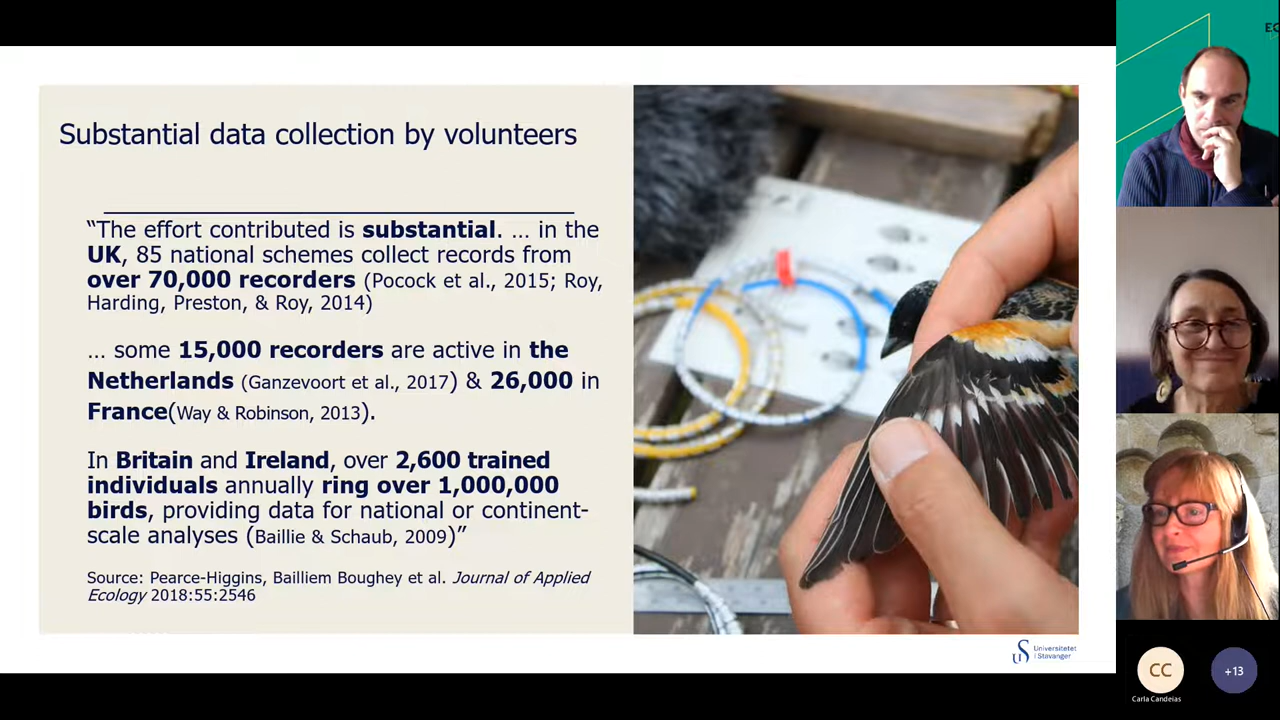 Substantial data collection by volunteers
“The effort contributed is substantial. … in the
UK, 85 national schemes collect records from
over 70,000 recorders (Pocock et al., 2015; Roy,
Harding, Preston, & Roy, 2014)
… some 15,000 recorders are active in the
Netherlands (Ganzevoort et al., 2017) & 26,000 in
France(Way & Robinson, 2013).
In Britain and Ireland, over 2,600 trained
individuals annually ring over 1,000,000
birds, providing data for national or continent-
scale analyses (Baillie & Schaub, 2009)”
Source: Pearce-Higgins, Bailliem Boughey et al. Journal of Applied
Ecology 2018:55:2546
Universitetet
i Stavanger
CC
Carla Candeias
+13